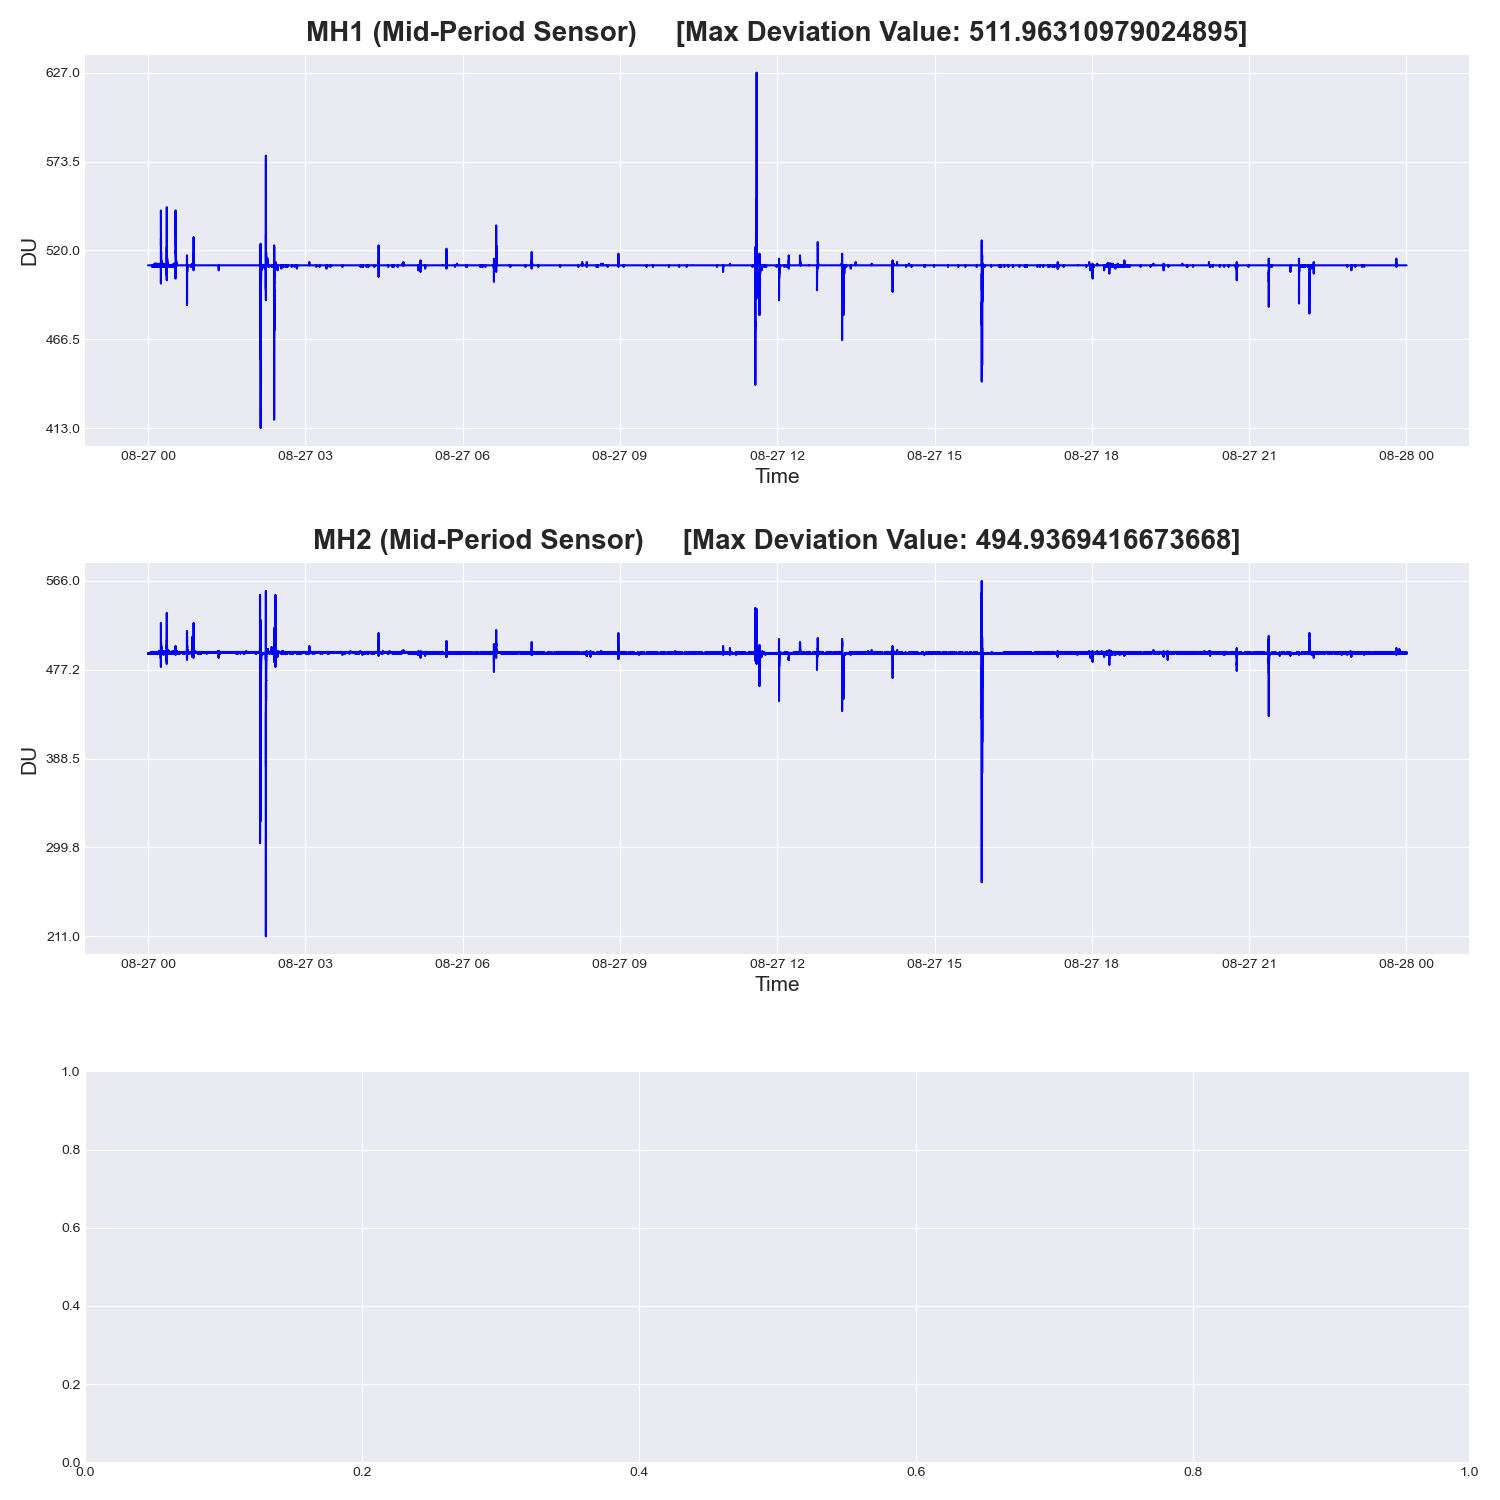 MH1 (Mid-Period Sensor) [Max Deviation Value: 511.96310979024895]
627.0
573.5
520.0
466.5
413.0
DU
08-27 00 08-27 03 08-27 06 08-27 09 08-27 12 08-27 15 08-27 18 08-27 21 08-28 00
Time
MH2 (Mid-Period Sensor) [Max Deviation Value: 494.9369416673668]
566.0
477.2
388.5
299.8
211.0
DU
08-27 00 08-27 03 08-27 06 08-27 09 08-27 12 08-27 15 08-27 18 08-27 21 08-28 00
Time
1.0
0.8
0.6
0.4
0.2
0.0
0.0 0.2 0.4 0.6 0.8 1.0